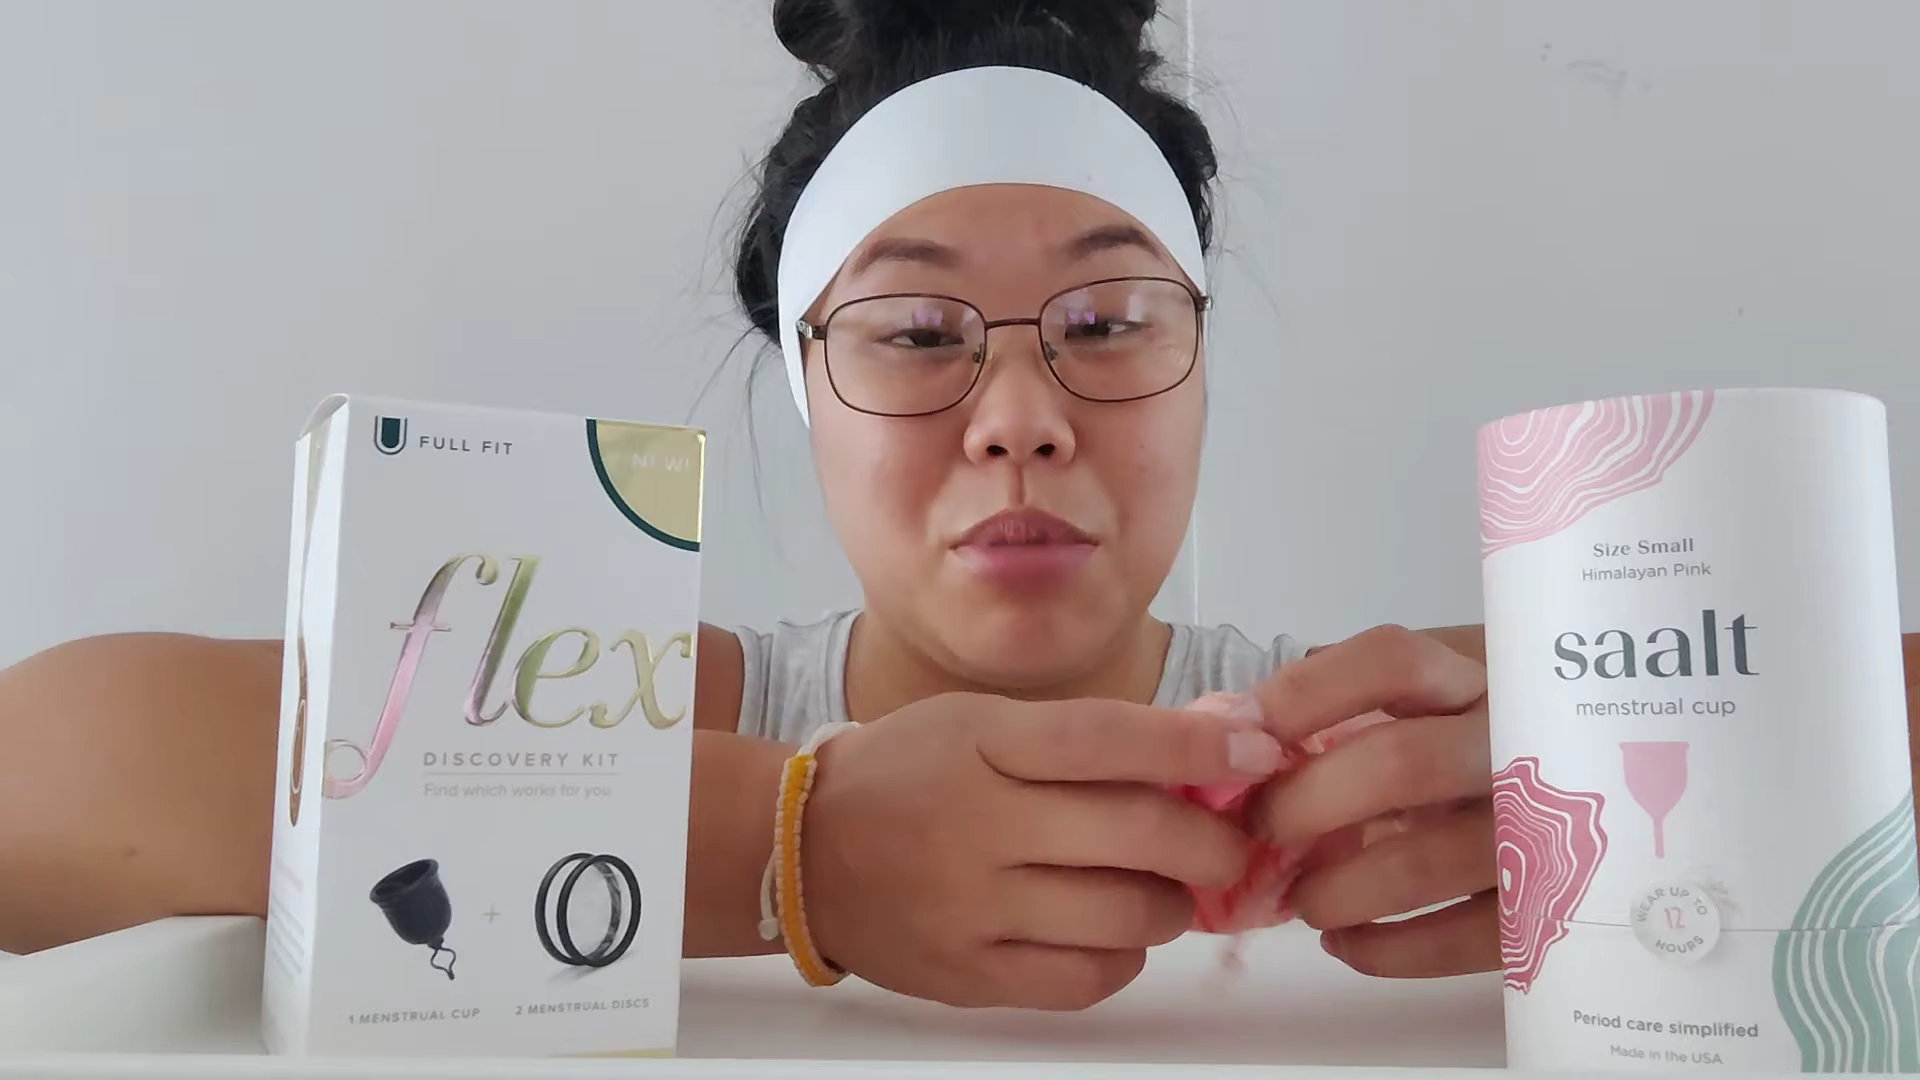 FULL FIT
NEW!
flex
DISCOVERY KIT
Find which works for you
1 MENSTRUAL CUP
+
2 MENSTRUAL DISCS
Size Small
Himalayan Pink
saalt
menstrual cup
WEAR UP TO
12
HOURS
Period care simplified
Made in the USA